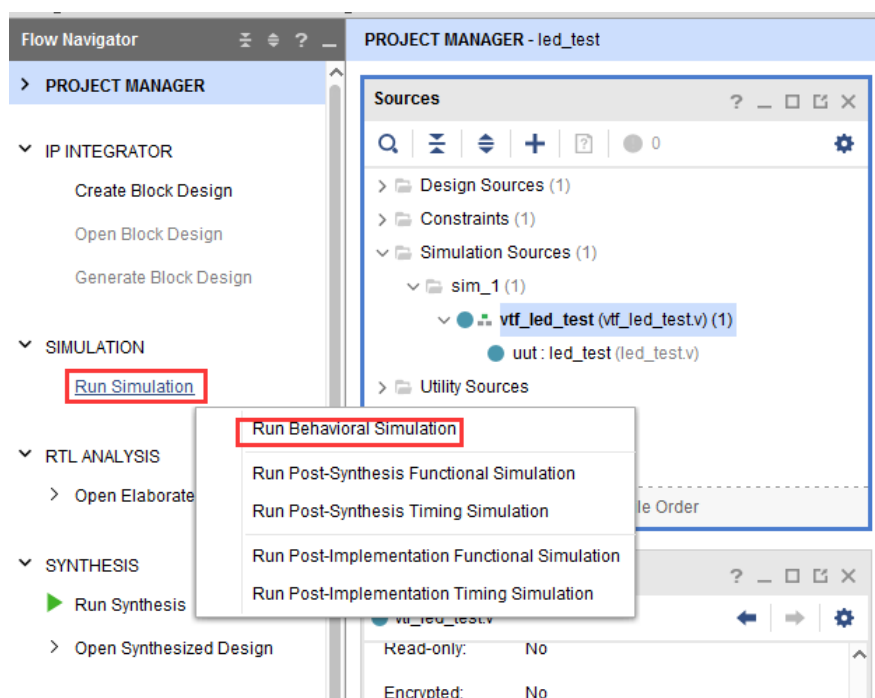 Flow Navigator
PROJECT MANAGER - led_test
PROJECT MANAGER
Sources
0
IP INTEGRATOR
Create Block Design
Open Block Design
Generate Block Design
Design Sources (1)
Constraints (1)
Simulation Sources (1)
sim_1 (1)
vtf_led_test (vtf_led_test.v) (1)
uut : led_test (led_test.v)
Utility Sources
SIMULATION
Run Simulation
Run Behavioral Simulation
Run Post-Synthesis Functional Simulation
Run Post-Synthesis Timing Simulation
Run Post-Implementation Functional Simulation
Run Post-Implementation Timing Simulation
RTL ANALYSIS
Open Elaborate
le Order
SYNTHESIS
Run Synthesis
Open Synthesized Design
vtf_led_test.v
Read-only: No
Encrypted: No